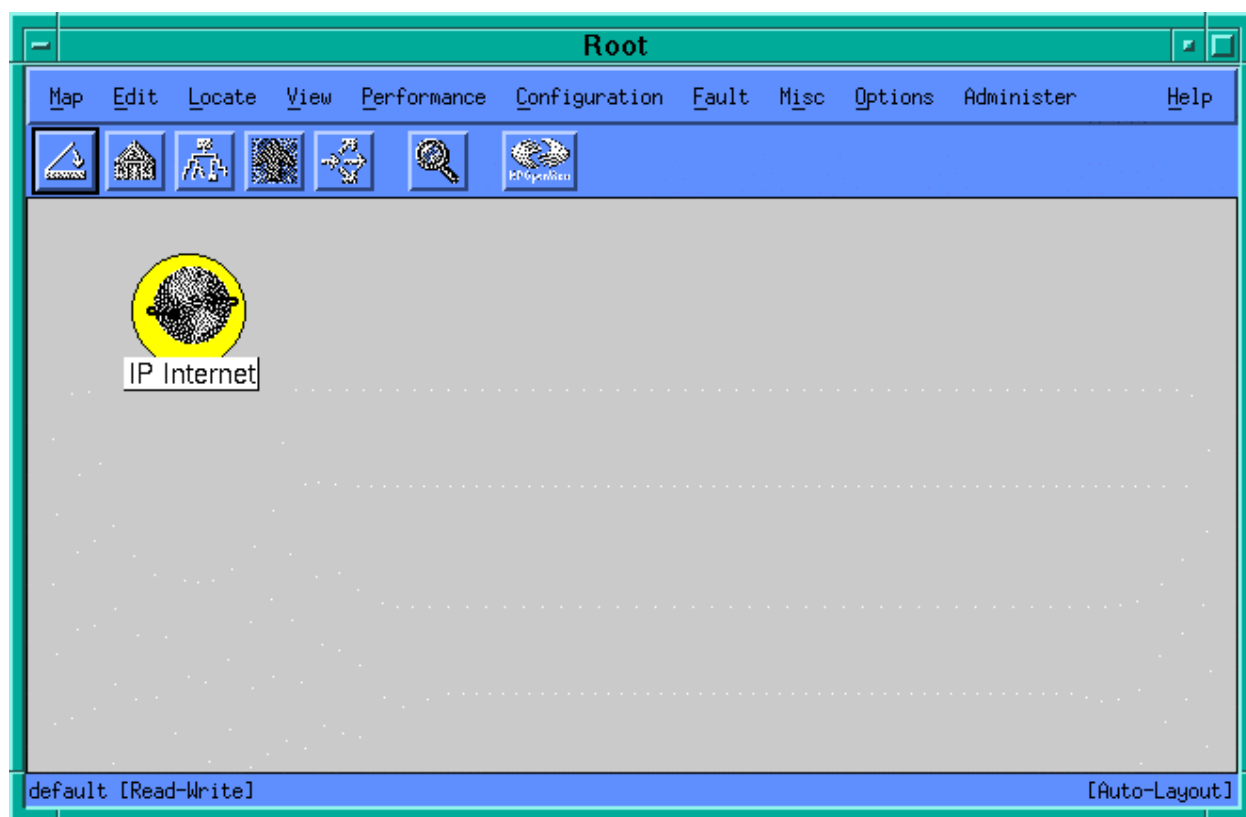 Root
Map Edit Locate View Performance Configuration Fault Misc Options Administer Help
IP Internet
default [Read-Write] [Auto-Layout]